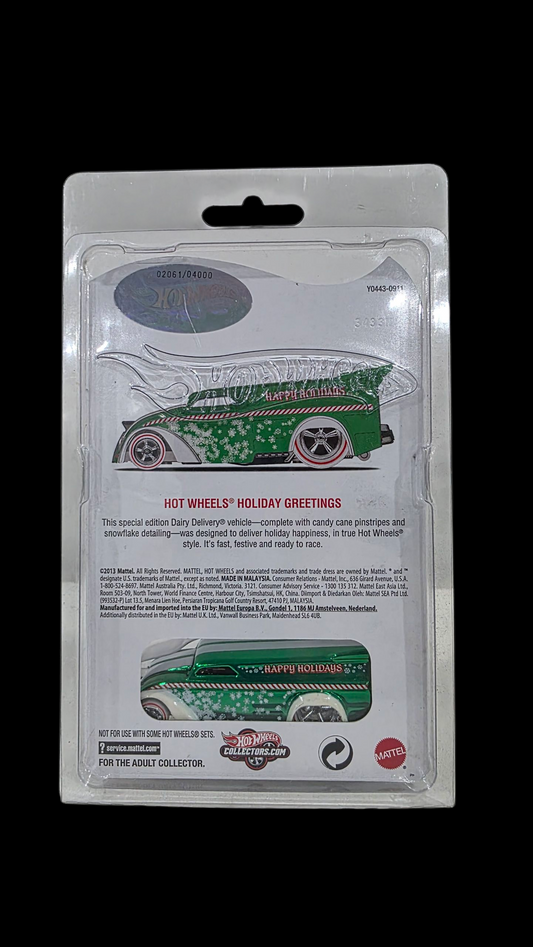 02061/04000
Y0443-0911
HAPPY HOLIDAYS
HOT WHEELS® HOLIDAY GREETINGS
This special edition Dairy Delivery® vehicle—complete with candy cane pinstripes and
snowflake detailing—was designed to deliver holiday happiness, in true Hot Wheels®
style. It's fast, festive and ready to race.
©2013 Mattel. All Rights Reserved. MATTEL, HOT WHEELS and associated trademarks and trade dress are owned by Mattel. ® and ™
designate U.S. trademarks of Mattel, except as noted. MADE IN MALAYSIA. Consumer Relations - Mattel, Inc., 636 Girard Avenue, U.S.A.
1-800-524-8697. Mattel Australia Pty. Ltd., Richmond, Victoria. 3121. Consumer Advisory Service - 1300 135 312. Mattel East Asia Ltd.,
Room 503-09, North Tower, World Finance Centre, Harbour City, Tsimshatsui, HK, China. Diimport & Diedarkan Oleh: Mattel SEA Ptd Ltd.
(993532-P) Lot 13.5, Menara Lien Hoe, Persiaran Tropicana Golf Country Resort, 47410 PJ, MALAYSIA.
Manufactured for and imported into the EU by: Mattel Europa B.V., Gondel 1, 1186 MJ Amstelveen, Nederland.
Additionally distributed in the EU by: Mattel U.K. Ltd., Vanwall Business Park, Maidenhead SL6 4UB.
HAPPY HOLIDAYS
NOT FOR USE WITH SOME HOT WHEELS® SETS.
? service.mattel.com™
FOR THE ADULT COLLECTOR.
HOT WHEELS
COLLECTORS.COM
MATTEL